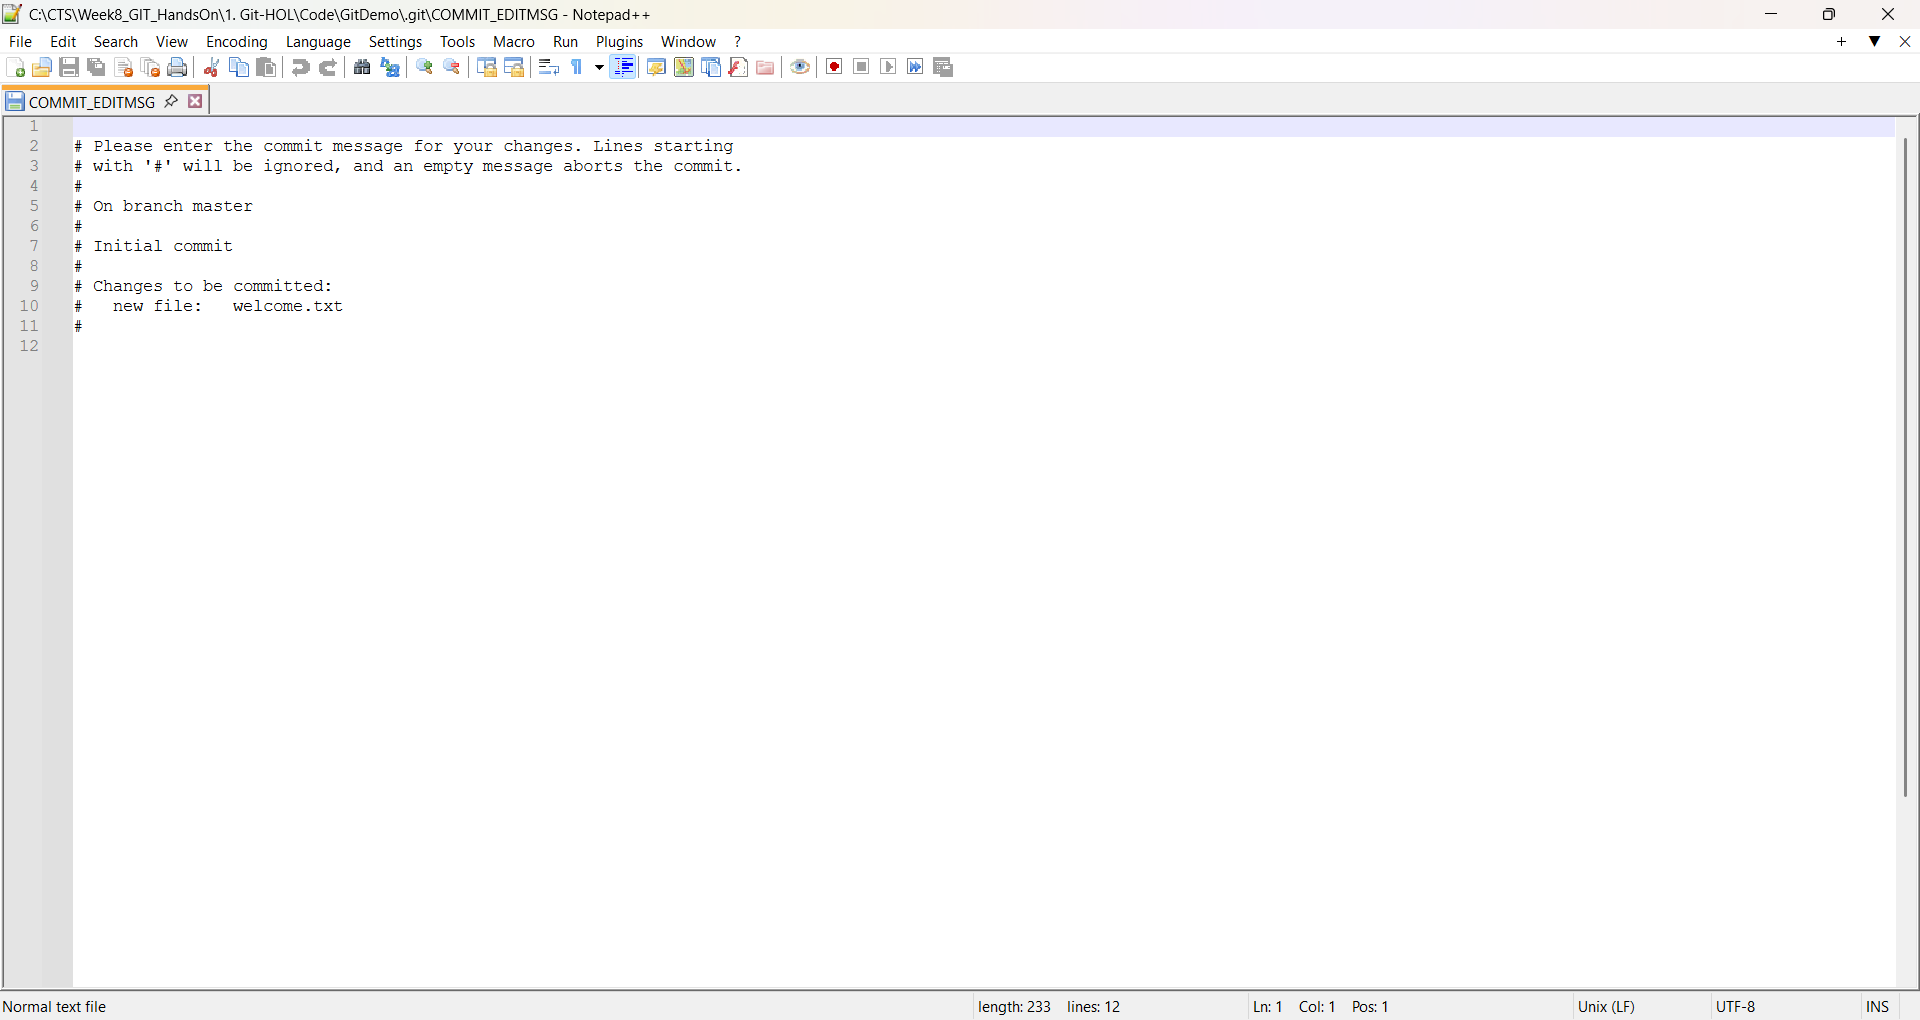 C:\CTS\Week8_GIT_HandsOn\1. Git-HOL\Code\GitDemo\.git\COMMIT_EDITMSG - Notepad++
File Edit Search View Encoding Language Settings Tools Macro Run Plugins Window ?
COMMIT_EDITMSG
1
2 # Please enter the commit message for your changes. Lines starting
3 # with '#' will be ignored, and an empty message aborts the commit.
4 #
5 # On branch master
6 #
7 # Initial commit
8 #
9 # Changes to be committed:
10 # new file: welcome.txt
11 #
12
Normal text file length: 233 lines: 12 Ln: 1 Col: 1 Pos: 1 Unix (LF) UTF-8 INS